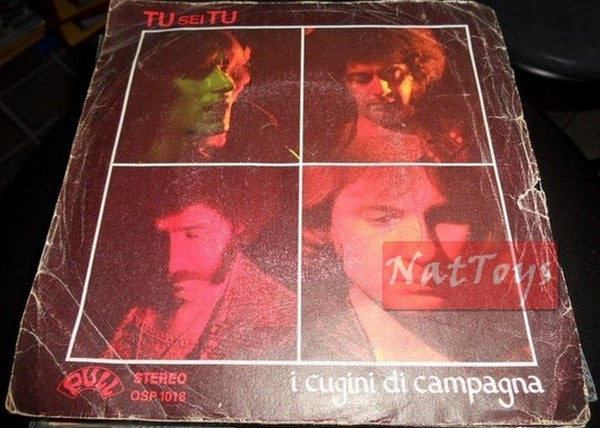 TU SEI TU
NatToys
PULL
STEREO
QSP 1018
i cugini di campagna